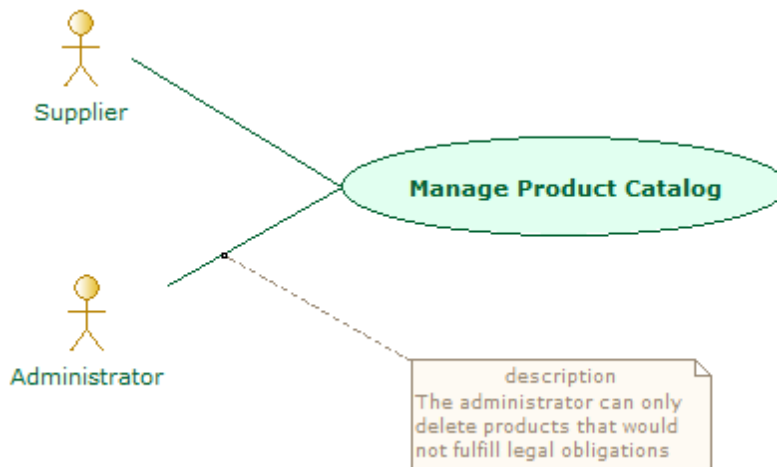 Supplier
Manage Product Catalog
Administrator
description
The administrator can only
delete products that would
not fulfill legal obligations